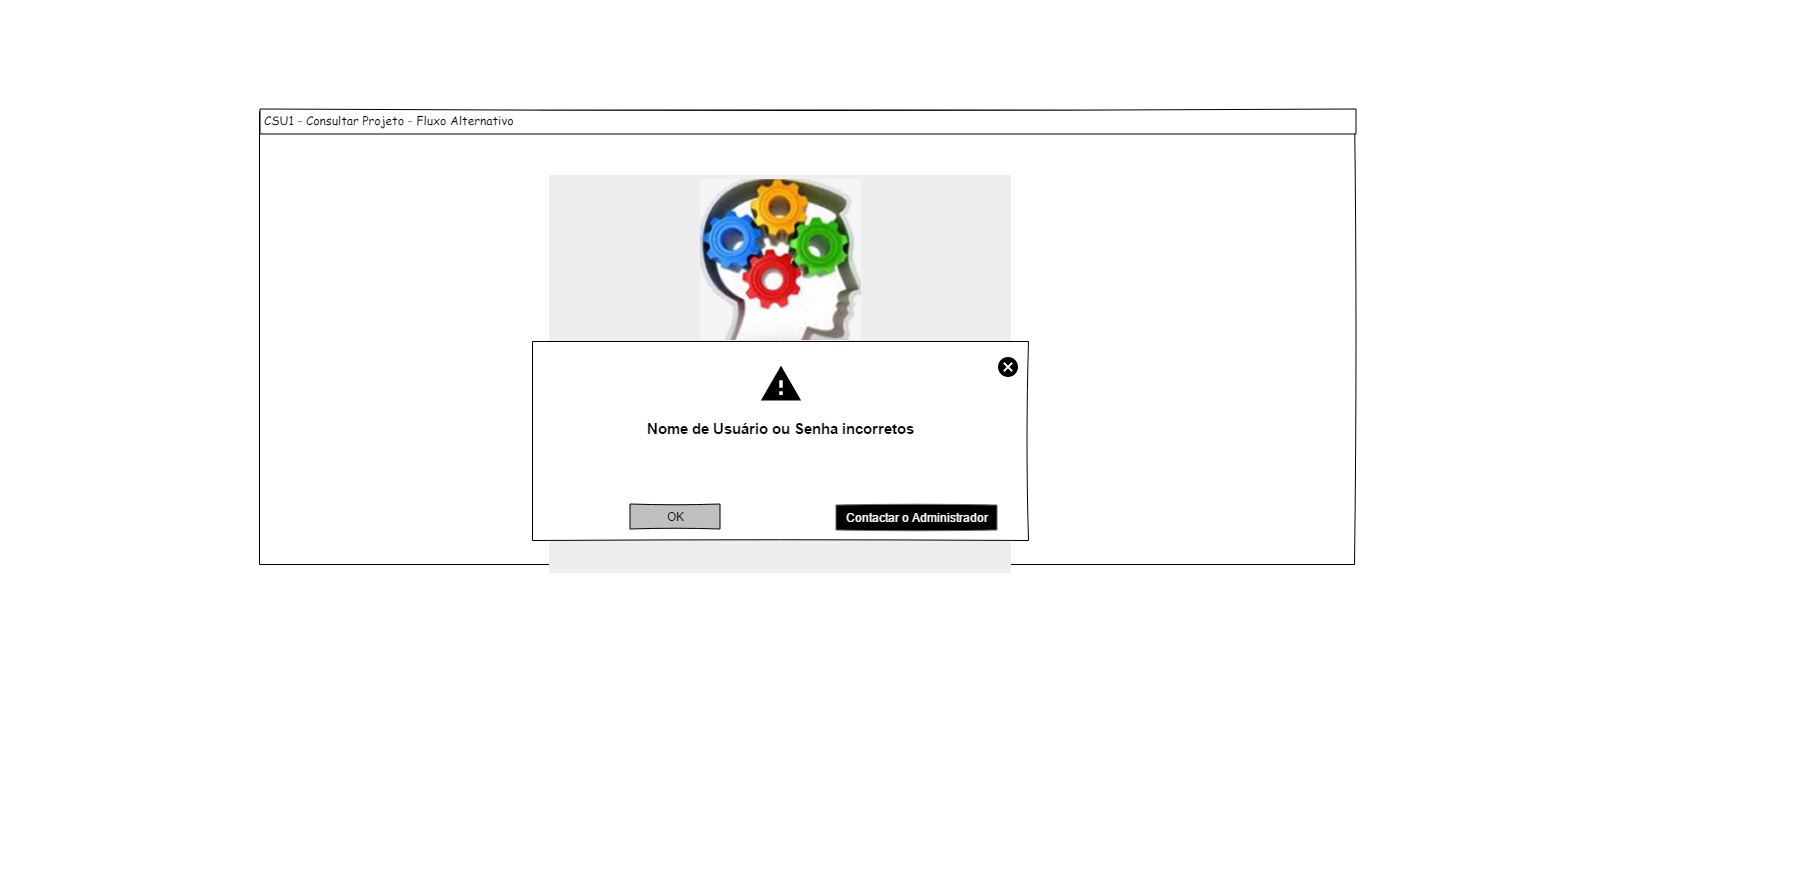 CSU1 - Consultar Projeto - Fluxo Alternativo
Nome de Usuário ou Senha incorretos
OK
Contactar o Administrador